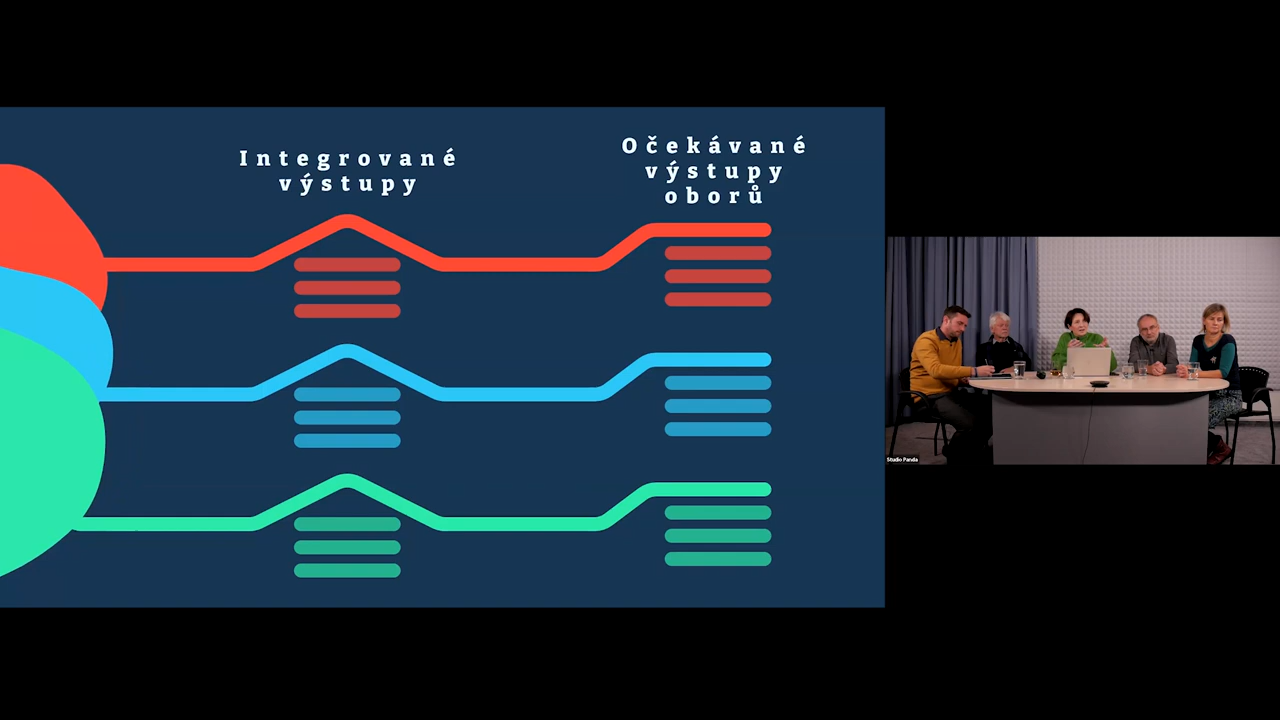 Integrované
výstupy
Očekávané
výstupy
oborů
Studio Panda